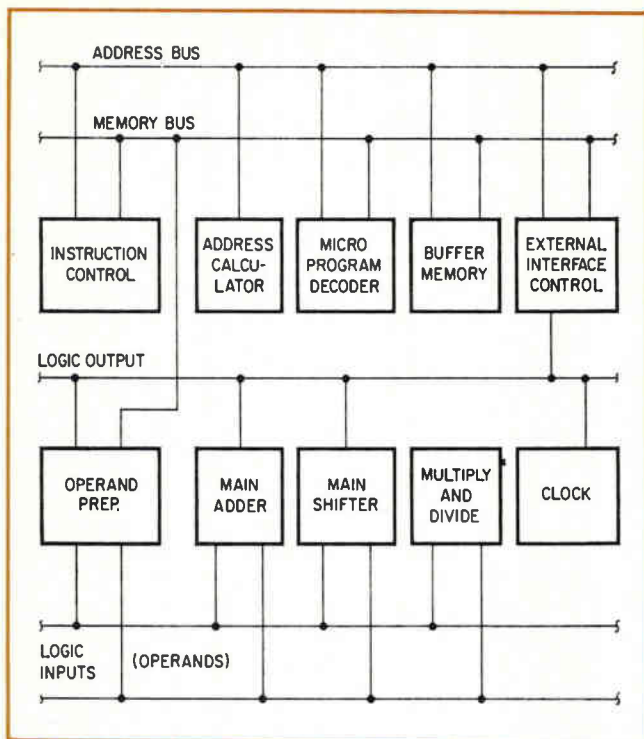 ADDRESS BUS
MEMORY BUS
INSTRUCTION
CONTROL
ADDRESS
CALCU-
LATOR
MICRO
PROGRAM
DECODER
BUFFER
MEMORY
EXTERNAL
INTERFACE
CONTROL
LOGIC OUTPUT
OPERAND
PREP.
MAIN
ADDER
MAIN
SHIFTER
MULTIPLY
AND
DIVIDE
CLOCK
LOGIC
INPUTS
(OPERANDS)